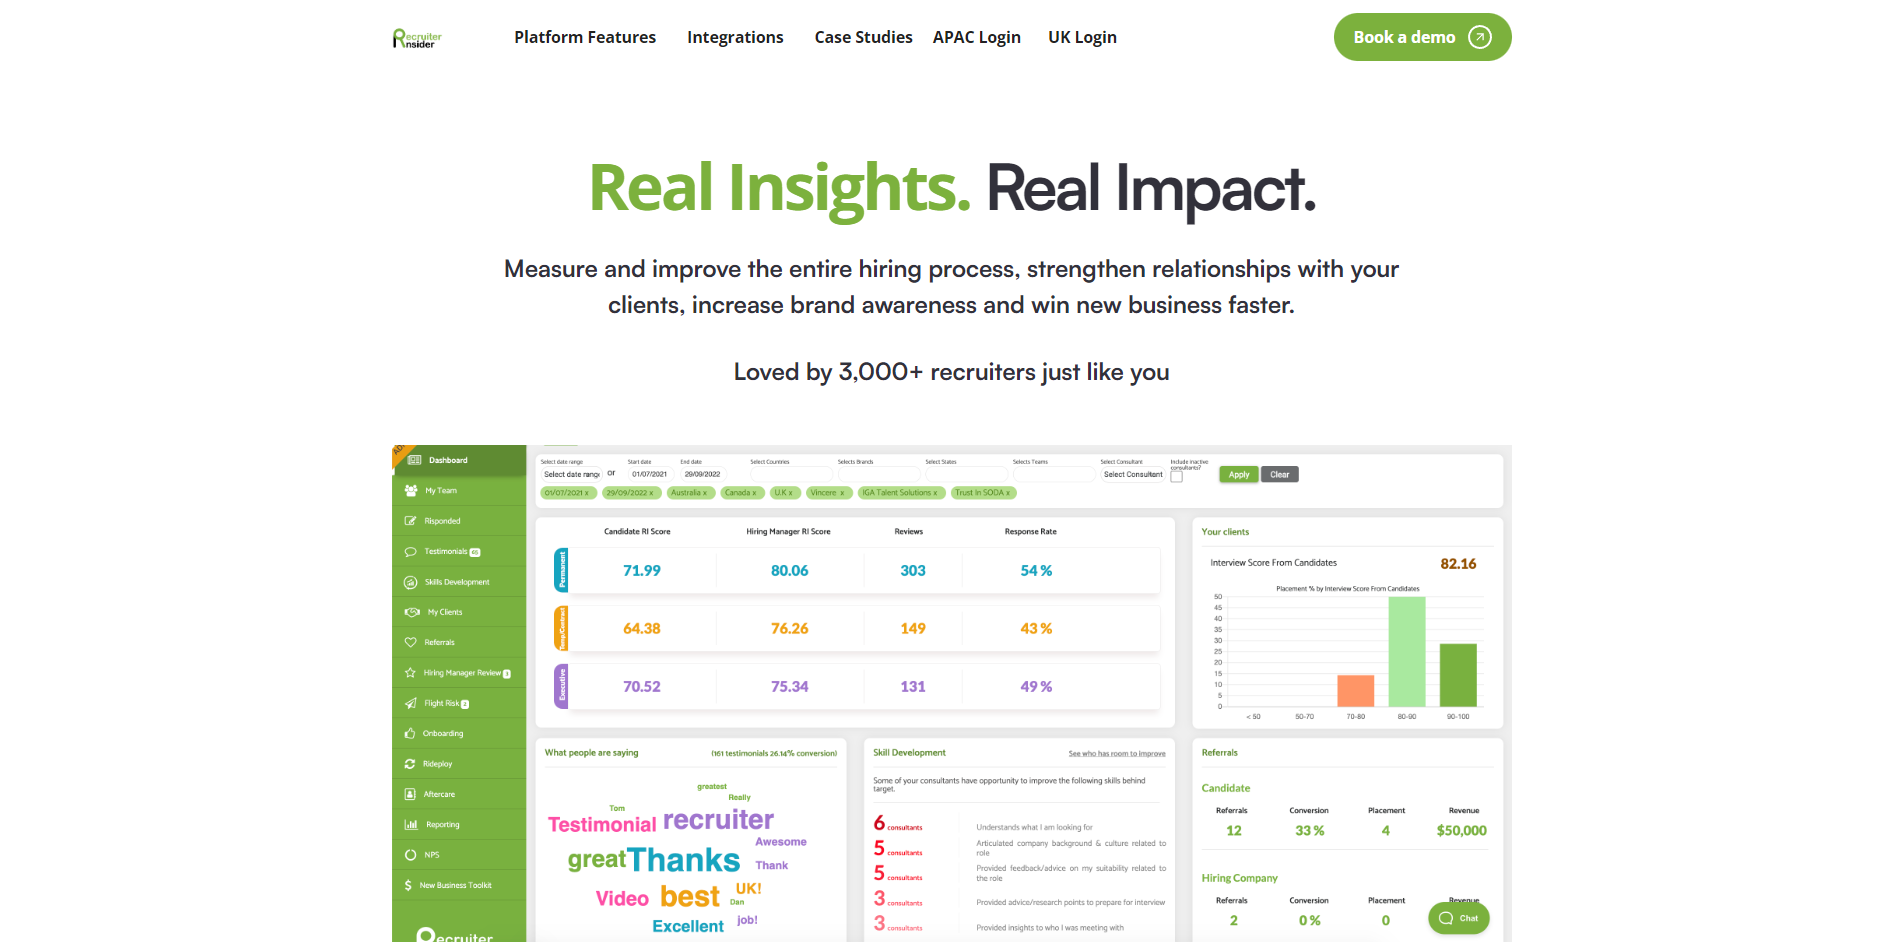 Recruiter
Insider
Platform Features
Integrations
Case Studies
APAC Login
UK Login
Book a demo
Real Insights. Real Impact.
Measure and improve the entire hiring process, strengthen relationships with your
clients, increase brand awareness and win new business faster.
Loved by 3,000+ recruiters just like you
Dashboard
My Team
Risponded
Testimonials
Skills Development
My Clients
Referrals
Hiring Manager Review
Flight Risk
Onboarding
Rideploy
Aftercare
Reporting
NPS
New Business Toolkit
Recruiter
Select date range
Start date
End date
Select Countries
Selects Brands
Select States
Selects Teams
Select Consultant
Include inactive
consultants?
Select date rang
or
01/07/2021
29/09/2022
Select Consultant
Apply
Clear
01/07/2021 x
29/09/2022 x
Australia x
Canada x
U.K x
Vincere x
IGA Talent Solutions x
Trust In SODA x
Candidate RI Score
Hiring Manager RI Score
Reviews
Response Rate
Permanent
71.99
80.06
303
54 %
Temp/Contract
64.38
76.26
149
43 %
Executive
70.52
75.34
131
49 %
Your clients
Interview Score From Candidates
82.16
Placement % by Interview Score From Candidates
50
45
40
35
30
25
20
15
10
5
0
< 50
50-70
70-80
80-90
90-100
What people are saying
(161 testimonials 26.14% conversion)
greatest
Really
Tom
Testimonial
recruiter
Awesome
great
Thanks
Thank
Video
best
UK!
Dan
job!
Excellent
Skill Development
See who has room to improve
Some of your consultants have opportunity to improve the following skills behind
target.
6 consultants
Understands what I am looking for
5 consultants
Articulated company background & culture related to
role
5 consultants
Provided feedback/advice on my suitability related to
the role
3 consultants
Provided advice/research points to prepare for interview
3 consultants
Provided insights to who I was meeting with
Referrals
Candidate
Referrals
Conversion
Placement
Revenue
12
33 %
4
$50,000
Hiring Company
Referrals
Conversion
Placement
Revenue
2
0 %
0
Chat